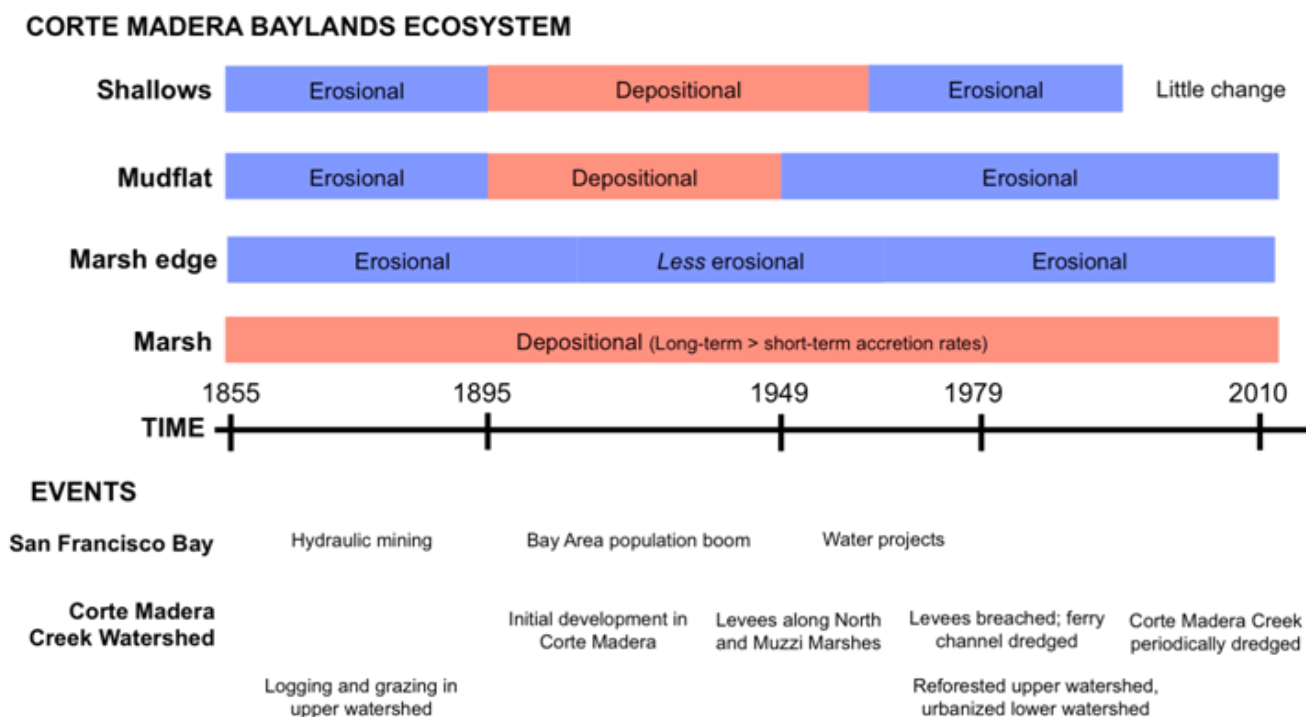 CORTE MADERA BAYLANDS ECOSYSTEM
Shallows Erosional Depositional Erosional Little change
Mudflat Erosional Depositional Erosional
Marsh edge Erosional Less erosional Erosional
Marsh Depositional (Long-term > short-term accretion rates)
1855 1895 1949 1979 2010
TIME
EVENTS
San Francisco Bay Hydraulic mining Bay Area population boom Water projects
Corte Madera
Creek Watershed
Initial development in
Corte Madera
Levees along North
and Muzzi Marshes
Levees breached; ferry
channel dredged
Corte Madera Creek
periodically dredged
Logging and grazing in
upper watershed
Reforested upper watershed,
urbanized lower watershed